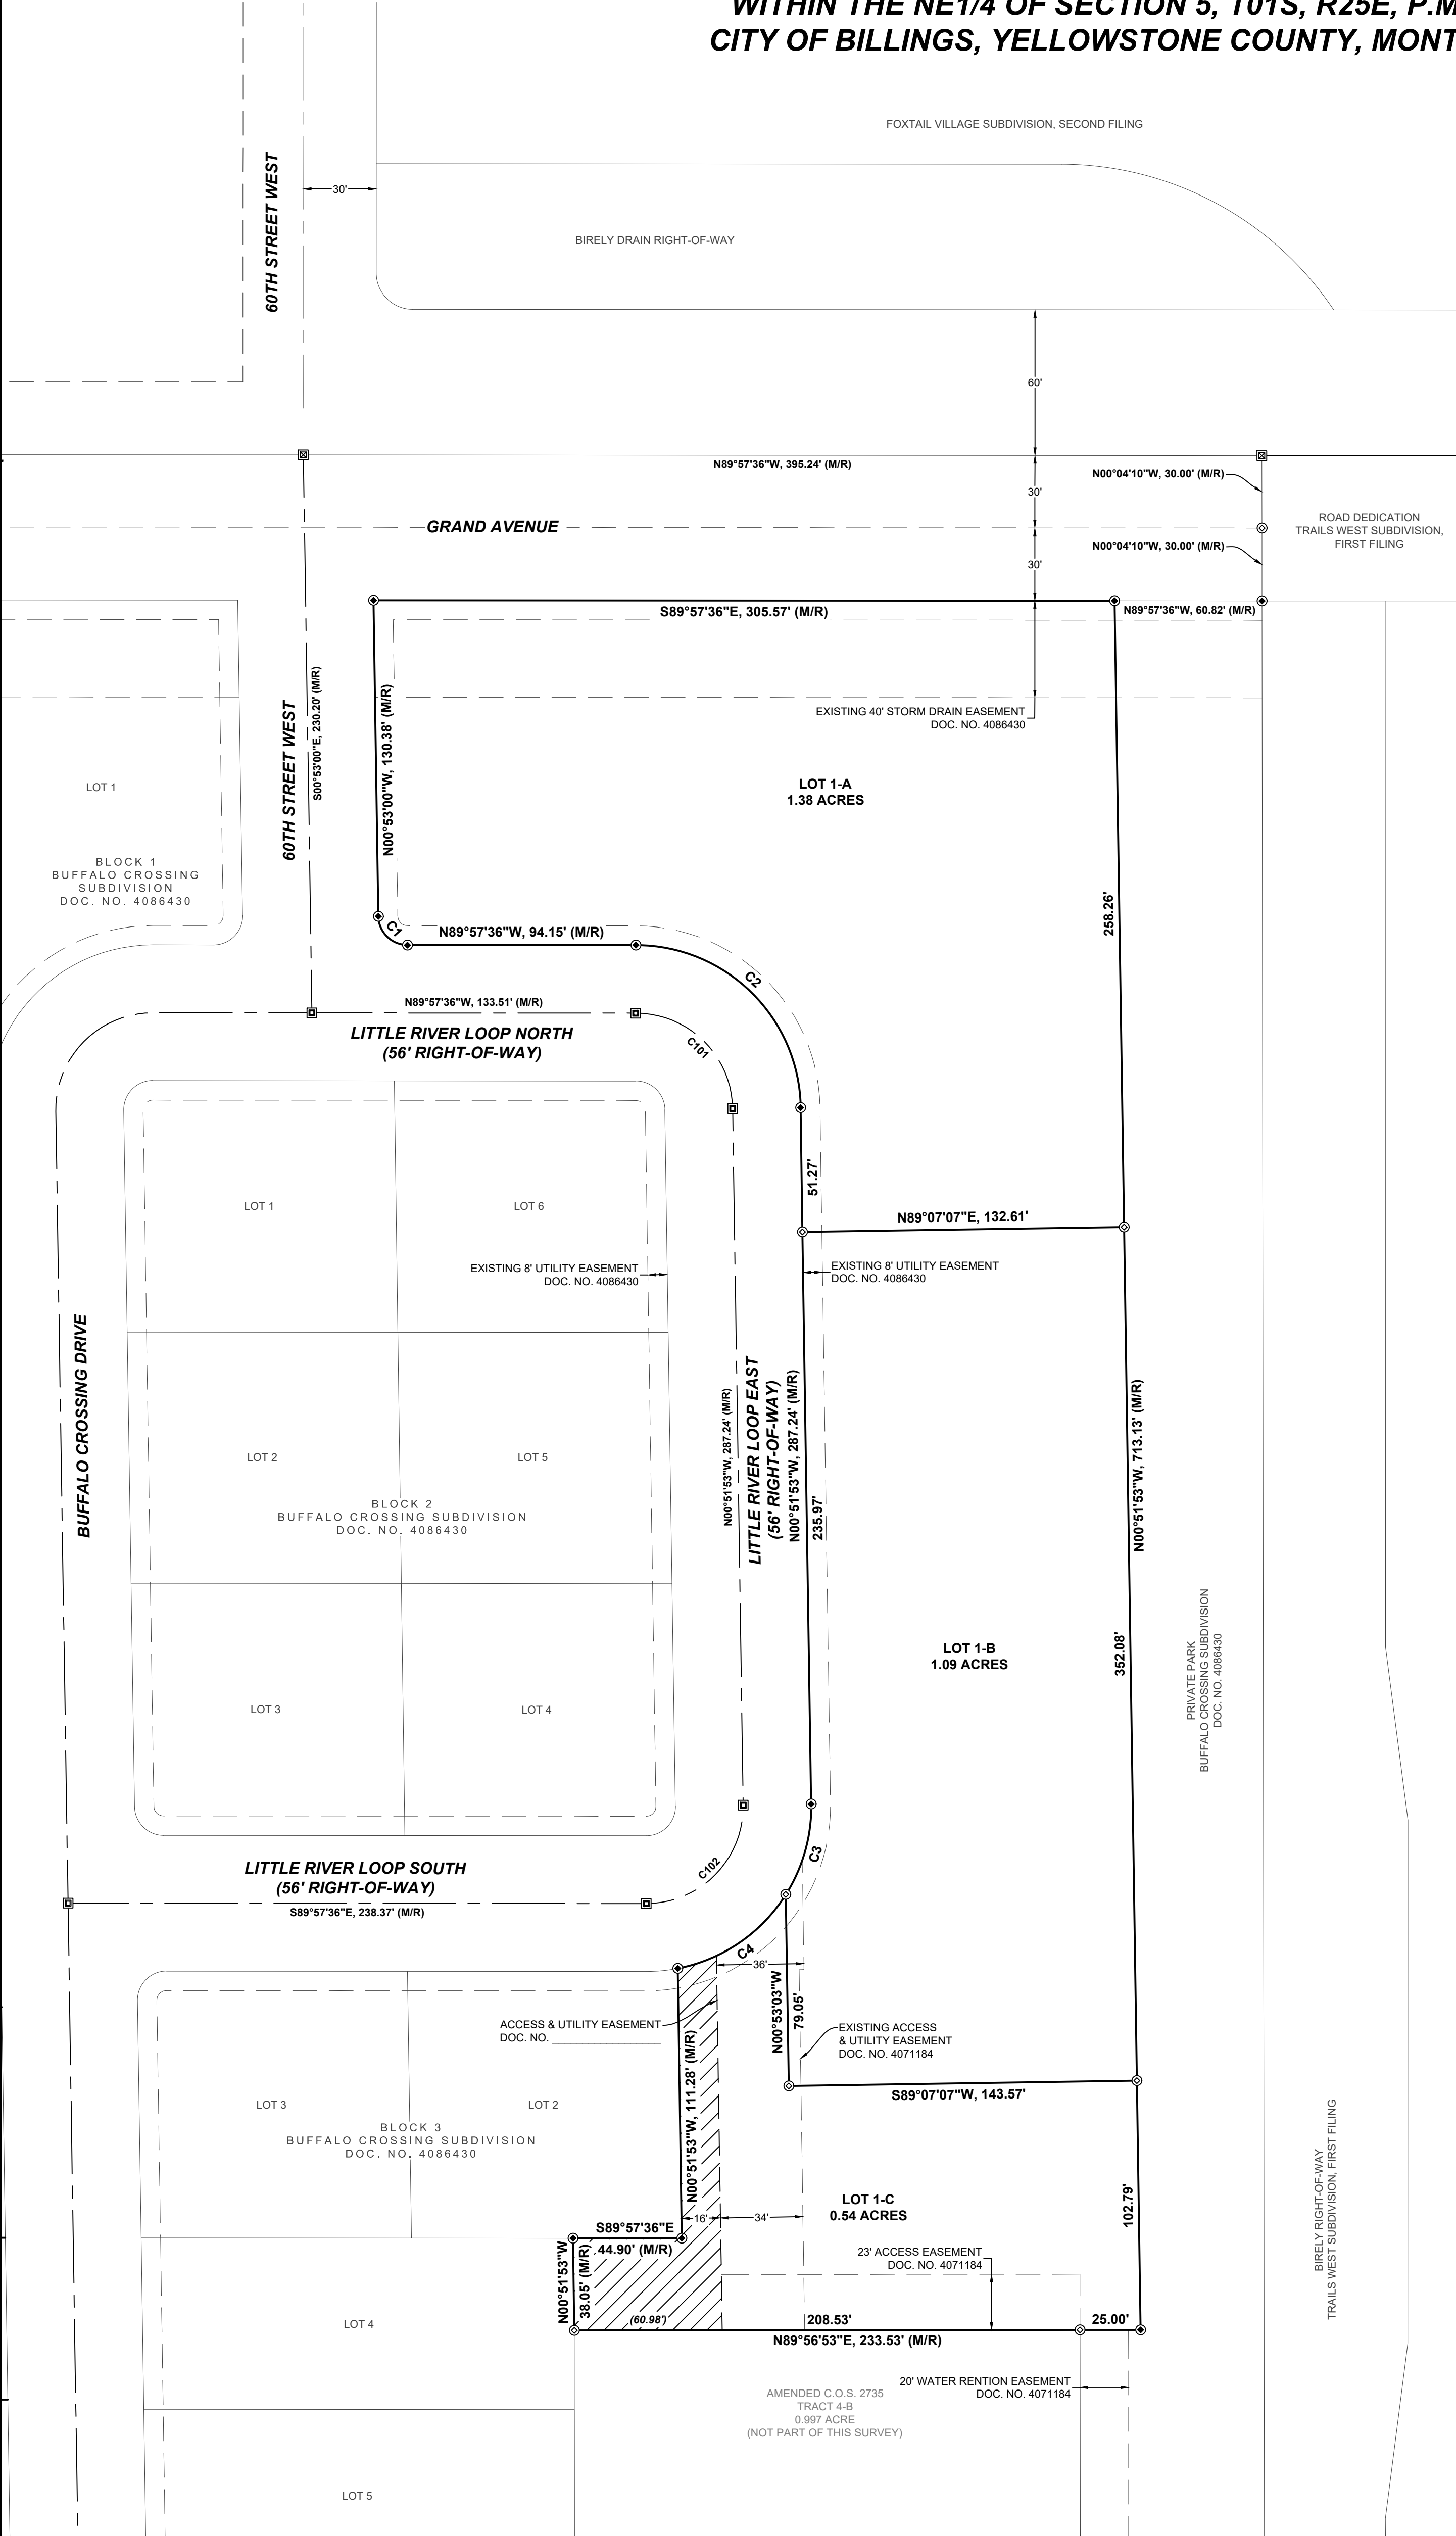 WITHIN THE NE1/4 OF SECTION 5, T01S, R25E, P.M
CITY OF BILLINGS, YELLOWSTONE COUNTY, MONT
FOXTAIL VILLAGE SUBDIVISION, SECOND FILING
60TH STREET WEST
30'
BIRELY DRAIN RIGHT-OF-WAY
60'
N89°57'36"W, 395.24' (M/R)
N00°04'10"W, 30.00' (M/R)
30'
GRAND AVENUE
ROAD DEDICATION
TRAILS WEST SUBDIVISION,
FIRST FILING
N00°04'10"W, 30.00' (M/R)
30'
S89°57'36"E, 305.57' (M/R)
N89°57'36"W, 60.82' (M/R)
60TH STREET WEST
S00°53'00"E, 230.20' (M/R)
N00°53'00"W, 130.38' (M/R)
EXISTING 40' STORM DRAIN EASEMENT
DOC. NO. 4086430
LOT 1
LOT 1-A
1.38 ACRES
BLOCK 1
BUFFALO CROSSING
SUBDIVISION
DOC. NO. 4086430
258.26'
C1
N89°57'36"W, 94.15' (M/R)
C2
N89°57'36"W, 133.51' (M/R)
LITTLE RIVER LOOP NORTH
(56' RIGHT-OF-WAY)
C101
51.27'
LOT 1
LOT 6
N89°07'07"E, 132.61'
EXISTING 8' UTILITY EASEMENT
DOC. NO. 4086430
EXISTING 8' UTILITY EASEMENT
DOC. NO. 4086430
BUFFALO CROSSING DRIVE
N00°51'53"W, 287.24' (M/R)
LITTLE RIVER LOOP EAST
(56' RIGHT-OF-WAY)
N00°51'53"W, 287.24' (M/R)
235.97'
N00°51'53"W, 713.13' (M/R)
LOT 2
LOT 5
BLOCK 2
BUFFALO CROSSING SUBDIVISION
DOC. NO. 4086430
LOT 1-B
1.09 ACRES
352.08'
PRIVATE PARK
BUFFALO CROSSING SUBDIVISION
DOC. NO. 4086430
LOT 3
LOT 4
C3
C102
LITTLE RIVER LOOP SOUTH
(56' RIGHT-OF-WAY)
S89°57'36"E, 238.37' (M/R)
C4
36'
N00°53'03"W
79.05'
ACCESS & UTILITY EASEMENT
DOC. NO.
EXISTING ACCESS
& UTILITY EASEMENT
DOC. NO. 4071184
N00°51'53"W, 111.28' (M/R)
S89°07'07"W, 143.57'
LOT 3
LOT 2
BLOCK 3
BUFFALO CROSSING SUBDIVISION
DOC. NO. 4086430
LOT 1-C
0.54 ACRES
102.79'
16'
34'
BIRELY RIGHT-OF-WAY
TRAILS WEST SUBDIVISION, FIRST FILING
S89°57'36"E
44.90' (M/R)
N00°51'53"W
38.05' (M/R)
23' ACCESS EASEMENT
DOC. NO. 4071184
LOT 4
(60.98')
208.53'
25.00'
N89°56'53"E, 233.53' (M/R)
20' WATER RENTION EASEMENT
DOC. NO. 4071184
AMENDED C.O.S. 2735
TRACT 4-B
0.997 ACRE
(NOT PART OF THIS SURVEY)
LOT 5